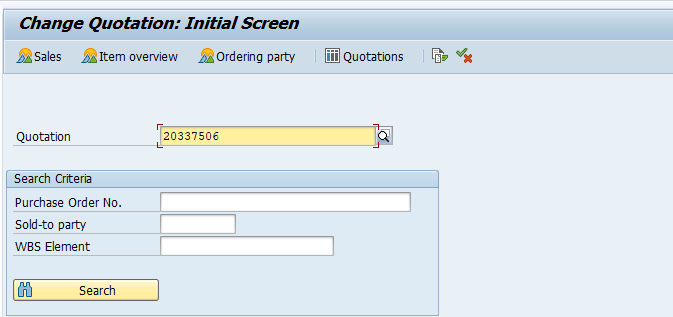 Change Quotation: Initial Screen
Sales Item overview Ordering party Quotations
Quotation 20337506
Search Criteria
Purchase Order No.
Sold-to party
WBS Element
Search